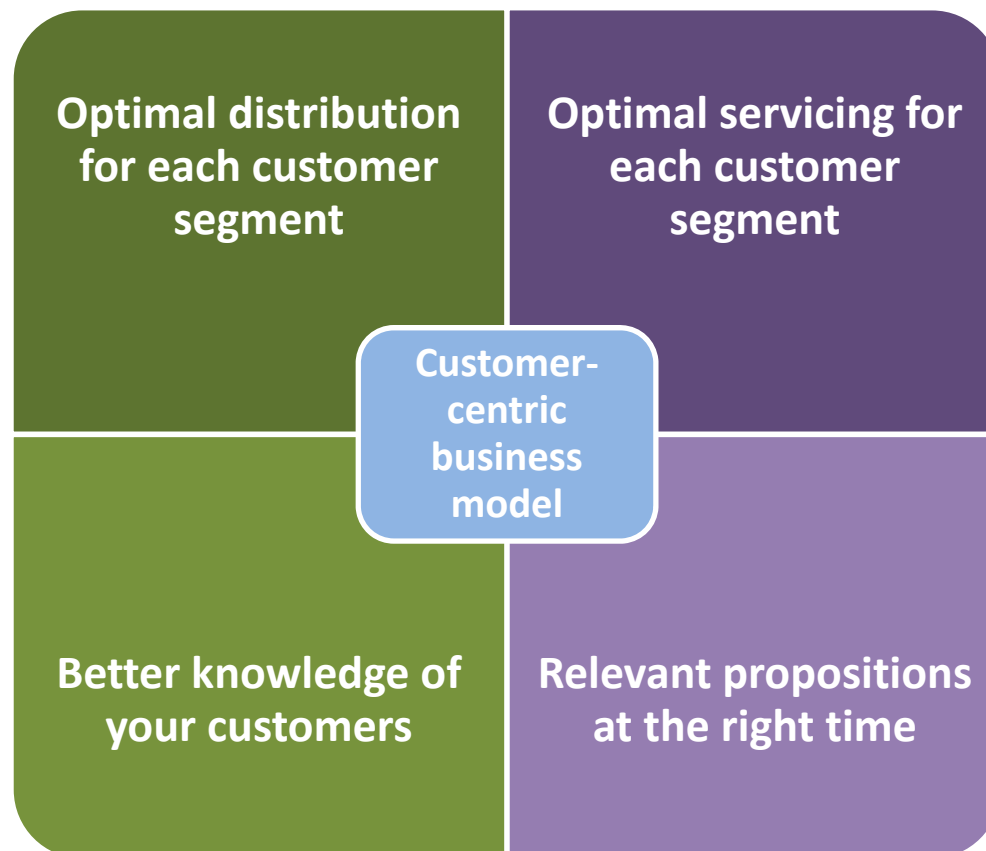 Optimal distribution
for each customer
segment
Optimal servicing for
each customer
segment
Customer-
centric
business
model
Better knowledge of
your customers
Relevant propositions
at the right time